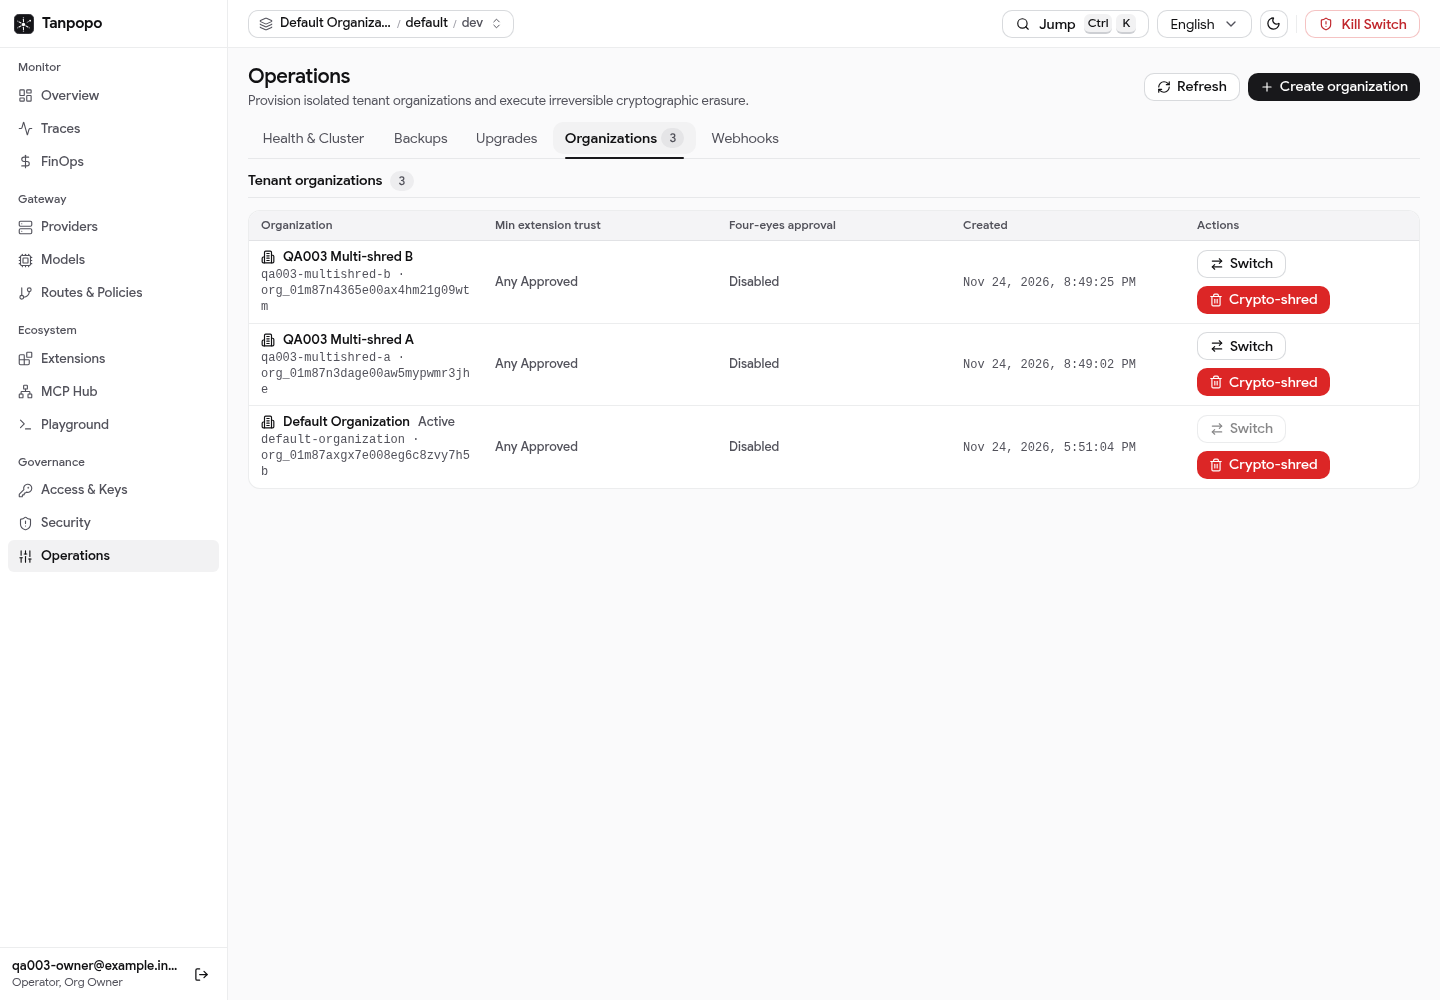 Tanpopo
Default Organiza... / default / dev
Jump Ctrl K
English
Kill Switch
Monitor
Overview
Traces
FinOps
Gateway
Providers
Models
Routes & Policies
Ecosystem
Extensions
MCP Hub
Playground
Governance
Access & Keys
Security
Operations
qa003-owner@example.in...
Operator, Org Owner
Operations
Provision isolated tenant organizations and execute irreversible cryptographic erasure.
Refresh
Create organization
Health & Cluster
Backups
Upgrades
Organizations 3
Webhooks
Tenant organizations 3
Organization Min extension trust Four-eyes approval Created Actions
QA003 Multi-shred B
qa003-multishred-b ·
org_01m87n4365e00ax4hm21g09wt
m
Any Approved
Disabled
Nov 24, 2026, 8:49:25 PM
Switch
Crypto-shred
QA003 Multi-shred A
qa003-multishred-a ·
org_01m87n3dage00aw5mypwmr3jh
e
Any Approved
Disabled
Nov 24, 2026, 8:49:02 PM
Switch
Crypto-shred
Default Organization Active
default-organization ·
org_01m87axgx7e008eg6c8zvy7h5
b
Any Approved
Disabled
Nov 24, 2026, 5:51:04 PM
Switch
Crypto-shred